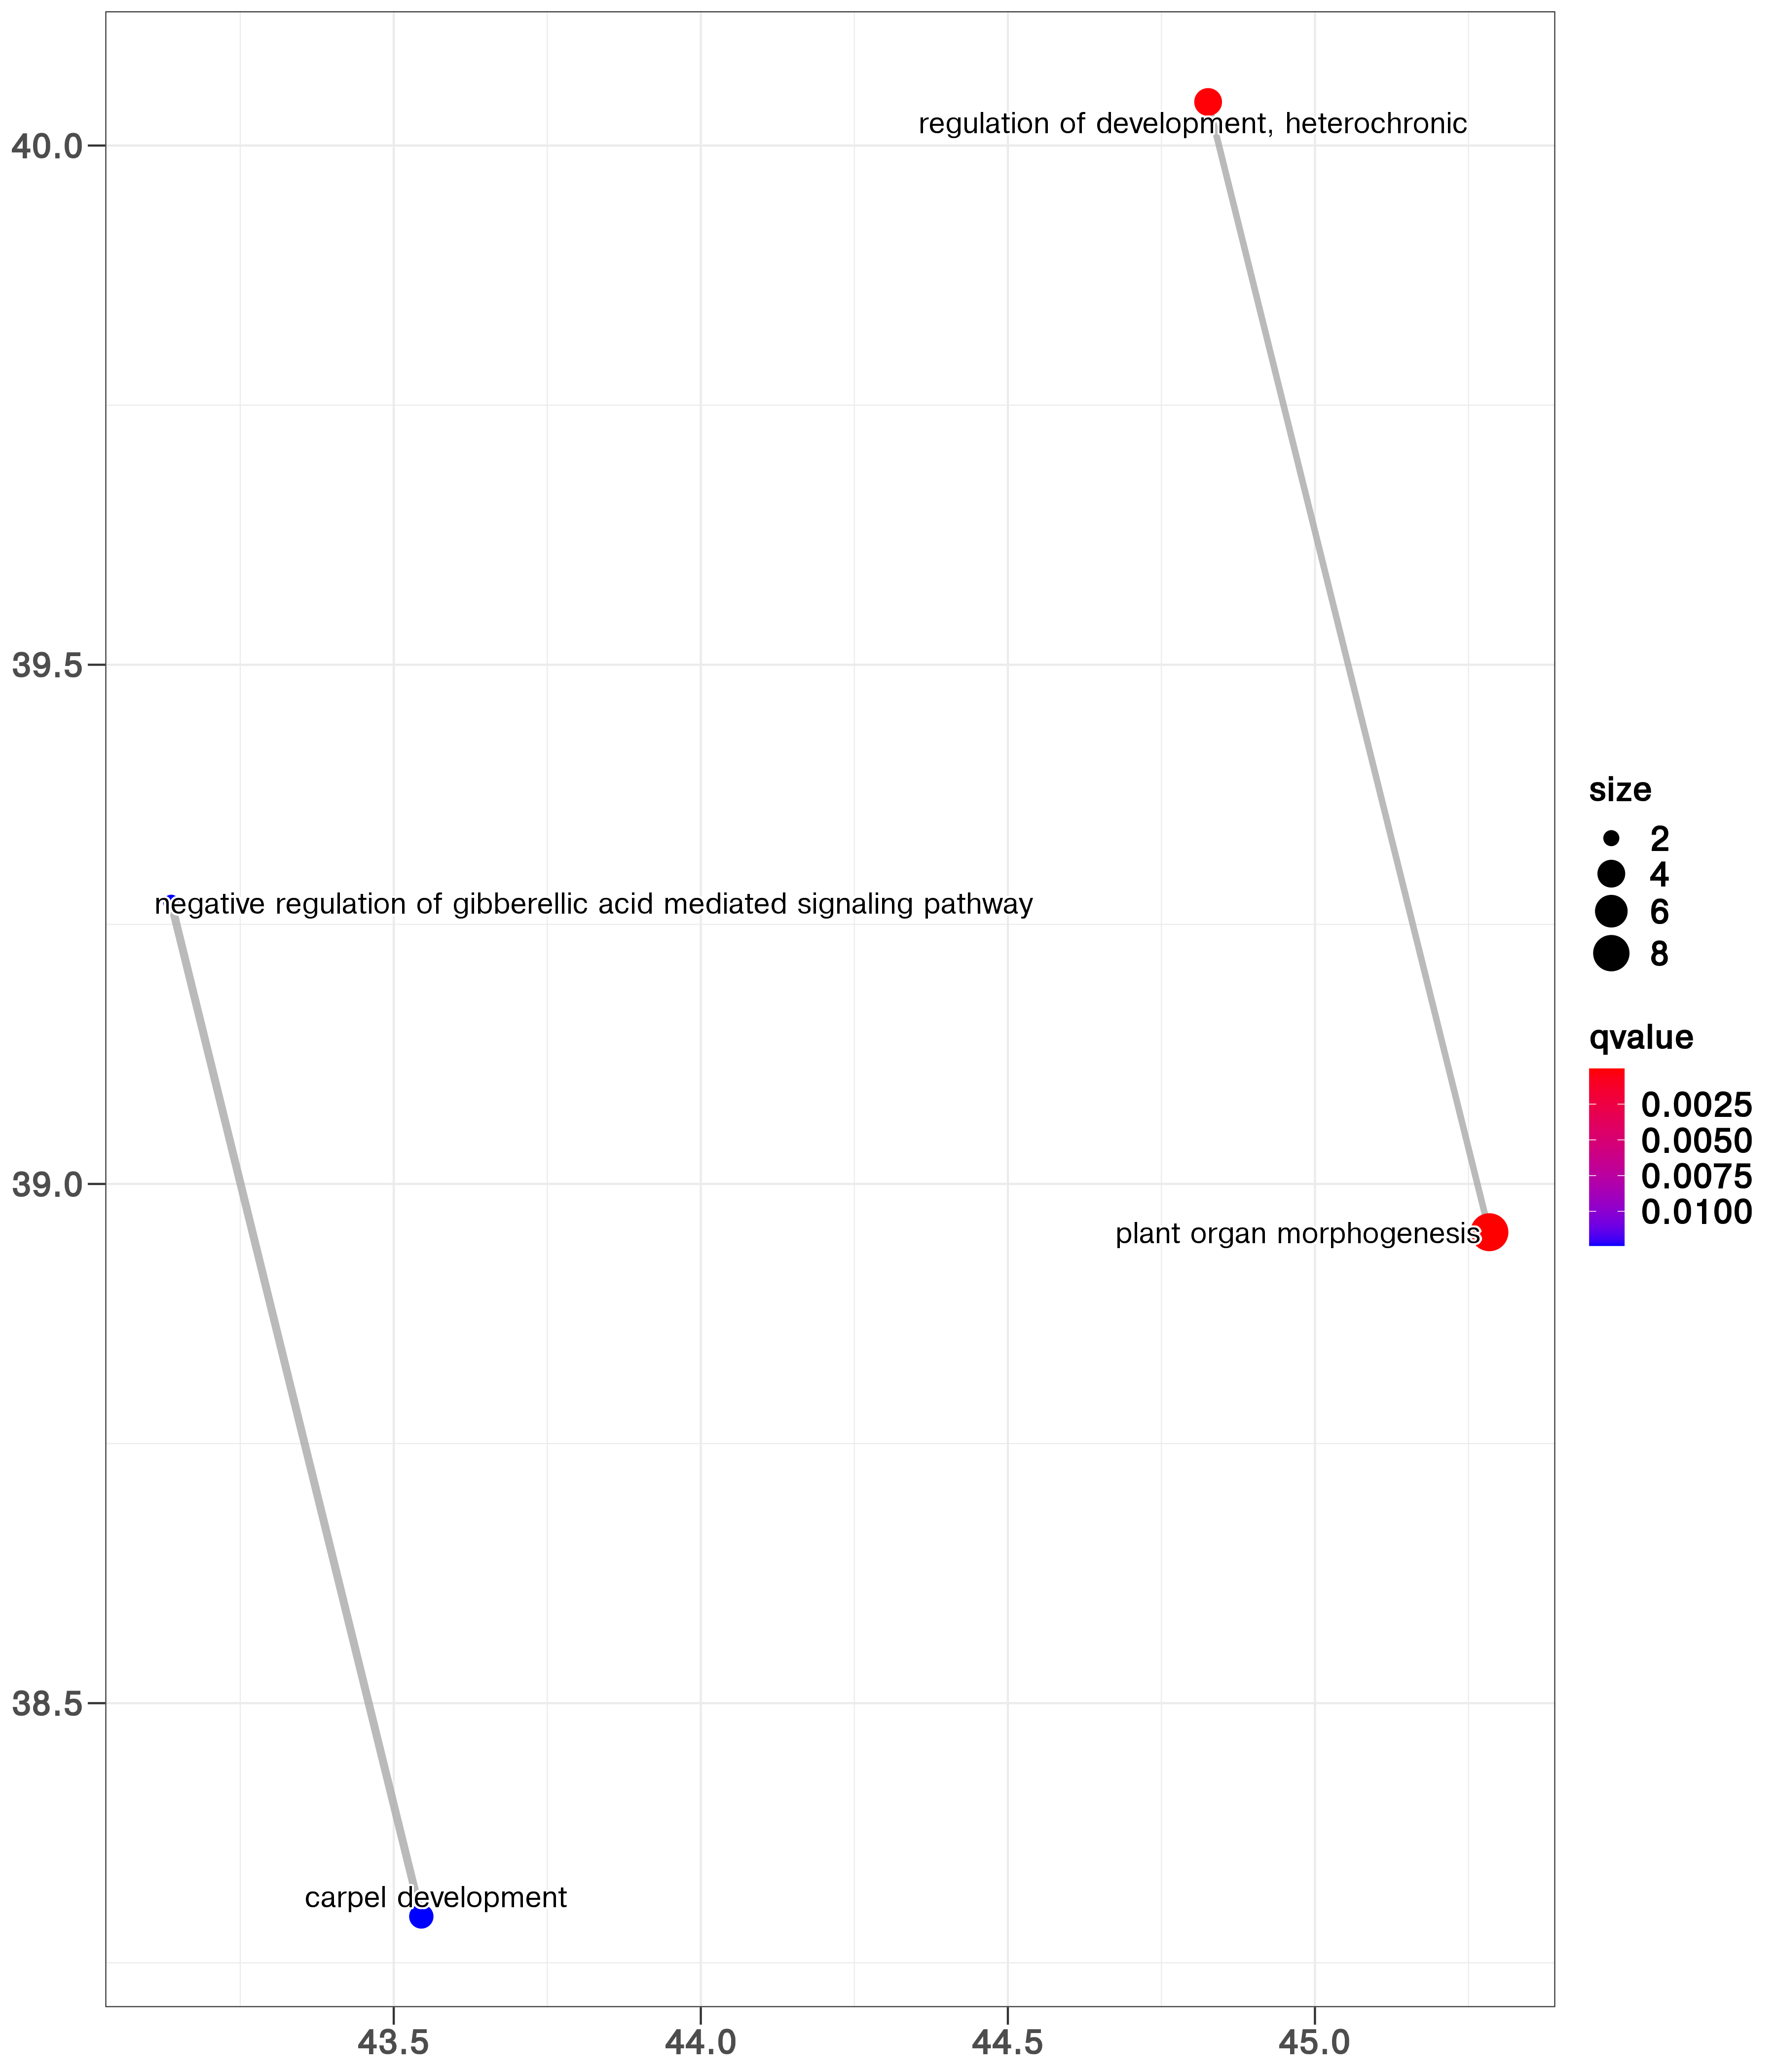 regulation of development, heterochronic
negative regulation of gibberellic acid mediated signaling pathway
plant organ morphogenesis
carpel development
40.0
39.5
39.0
38.5
43.5
44.0
44.5
45.0
size
2
4
6
8
qvalue
0.0025
0.0050
0.0075
0.0100